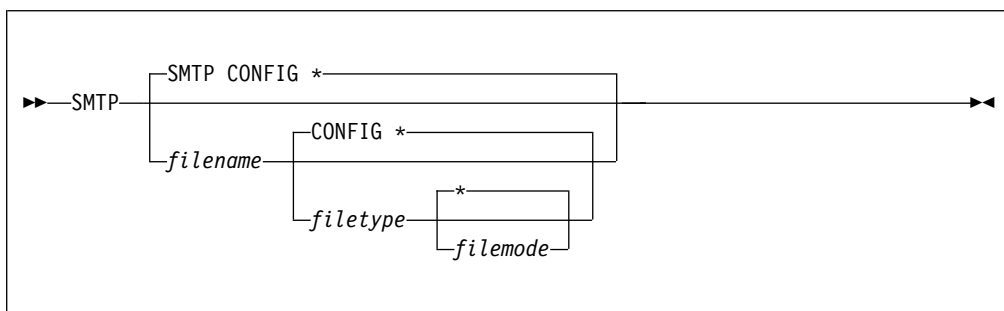 SMTP CONFIG *
SMTP
CONFIG *
filename
*
filetype
filemode